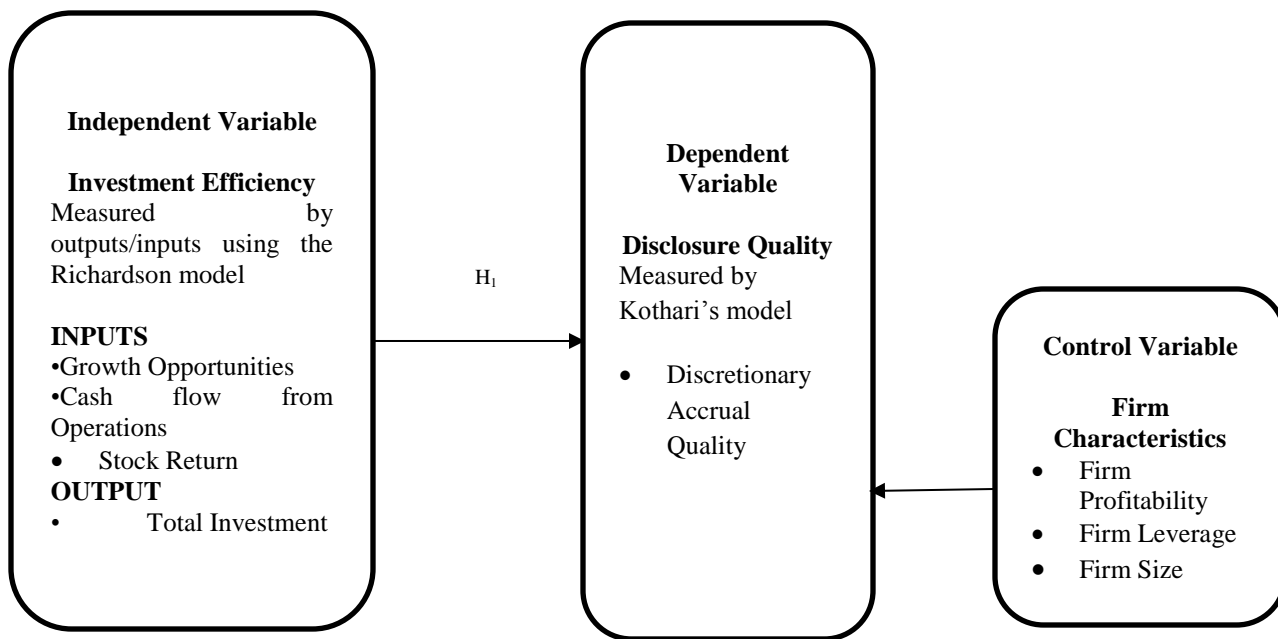 Independent Variable
Investment Efficiency
Measured by
outputs/inputs using the
Richardson model
INPUTS
•Growth Opportunities
•Cash flow from
Operations
• Stock Return
OUTPUT
• Total Investment
H1
Dependent
Variable
Disclosure Quality
Measured by
Kothari’s model
• Discretionary
Accrual
Quality
Control Variable
Firm
Characteristics
• Firm
Profitability
• Firm Leverage
• Firm Size